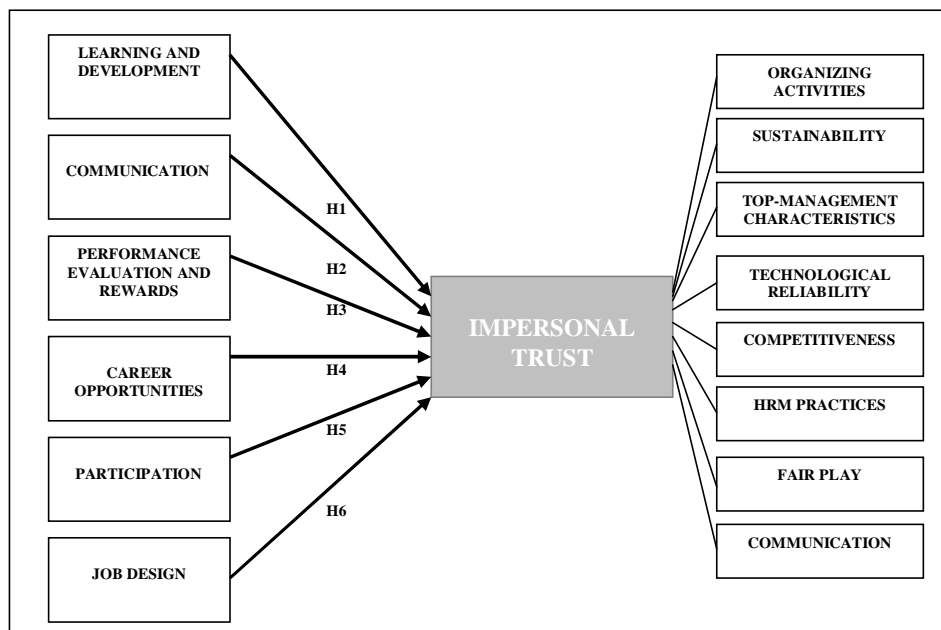 LEARNING AND
DEVELOPMENT
COMMUNICATION
PERFORMANCE
EVALUATION AND
REWARDS
CAREER
OPPORTUNITIES
PARTICIPATION
JOB DESIGN
H1
H2
H3
H4
H5
H6
IMPERSONAL
TRUST
ORGANIZING
ACTIVITIES
SUSTAINABILITY
TOP-MANAGEMENT
CHARACTERISTICS
TECHNOLOGICAL
RELIABILITY
COMPETITIVENESS
HRM PRACTICES
FAIR PLAY
COMMUNICATION